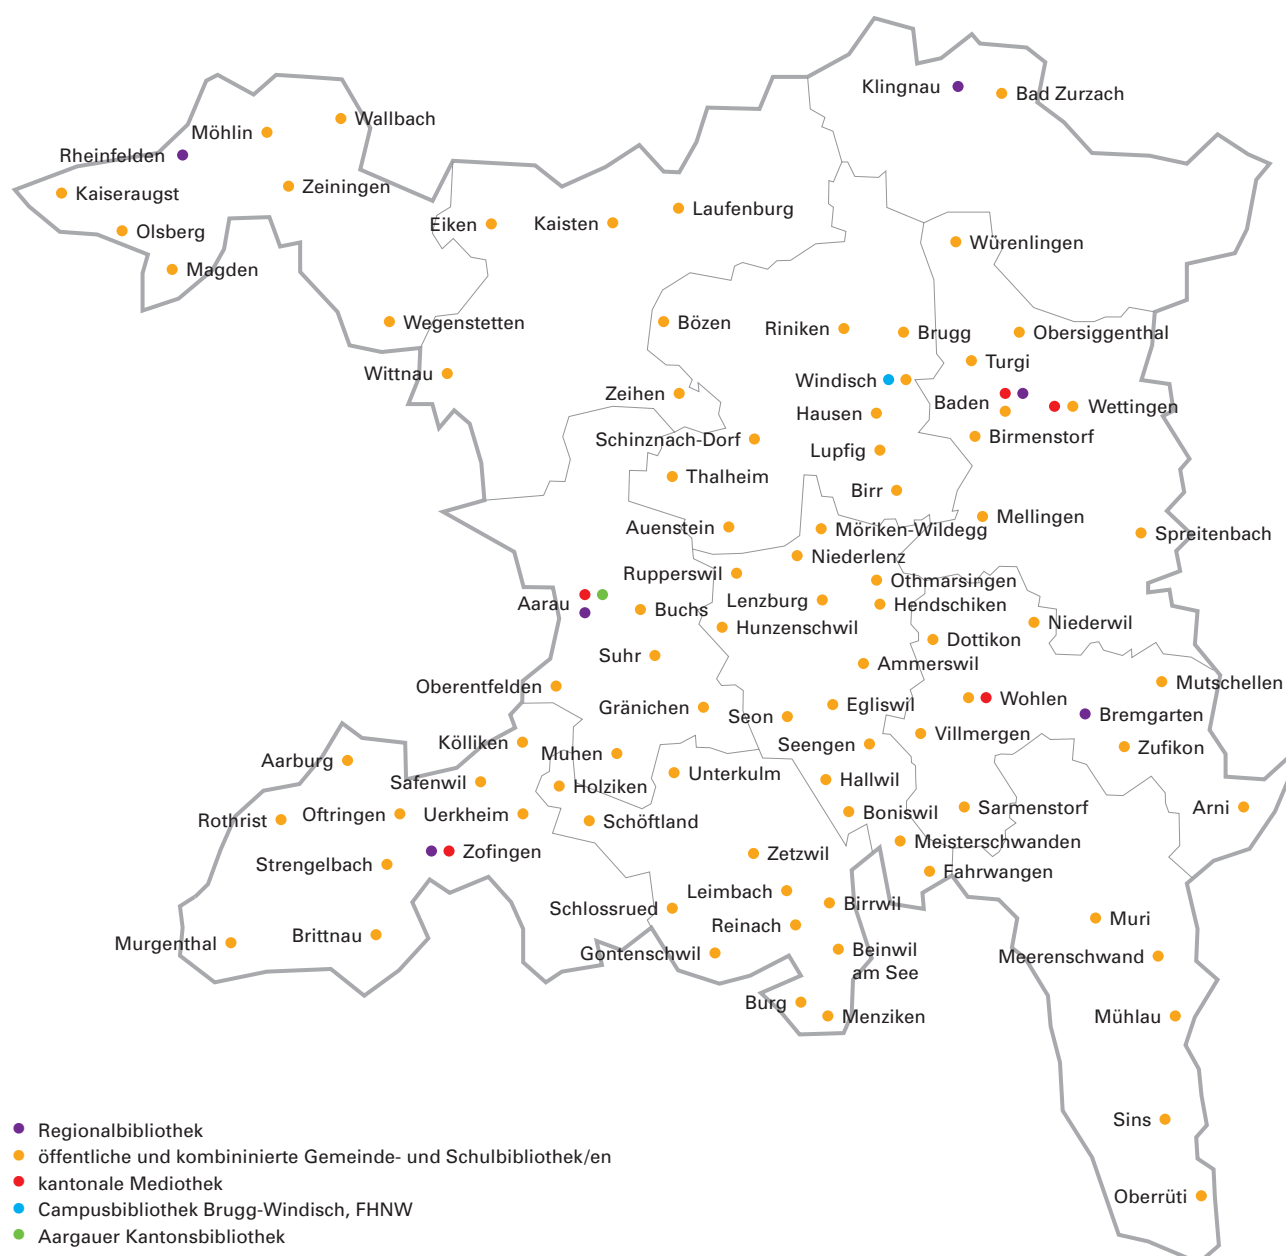 Klingnau
Bad Zurzach
Wallbach
Möhlin
Rheinfelden
Zeiningen
Kaiseraugst
Laufenburg
Eiken
Kaisten
Olsberg
Würenlingen
Magden
Wegenstetten
Bözen
Riniken
Brugg
Obersiggenthal
Turgi
Wittnau
Windisch
Zeihen
Baden
Wettingen
Hausen
Schinznach-Dorf
Birmenstorf
Lupfig
Thalheim
Birr
Mellingen
Auenstein
Möriken-Wildegg
Spreitenbach
Niederlenz
Rupperswil
Othmarsingen
Lenzburg
Hendschiken
Aarau
Buchs
Hunzenschwil
Niederwil
Dottikon
Suhr
Ammerswil
Mutschellen
Oberentfelden
Wohlen
Gränichen
Egliswil
Seon
Bremgarten
Villmergen
Kölliken
Seengen
Zufikon
Muhen
Aarburg
Unterkulm
Safenwil
Holziken
Hallwil
Sarmenstorf
Arni
Oftringen
Uerkheim
Boniswil
Rothrist
Schöftland
Meisterschwanden
Zofingen
Zetzwil
Strengelbach
Fahrwangen
Leimbach
Birrwil
Schlossrued
Muri
Reinach
Brittnau
Murgenthal
Gontenschwil
Beinwil
am See
Meerenschwand
Burg
Menziken
Mühlau
Sins
Oberrüti
Regionalbibliothek
öffentliche und kombininierte Gemeinde- und Schulbibliothek/en
kantonale Mediothek
Campusbibliothek Brugg-Windisch, FHNW
Aargauer Kantonsbibliothek